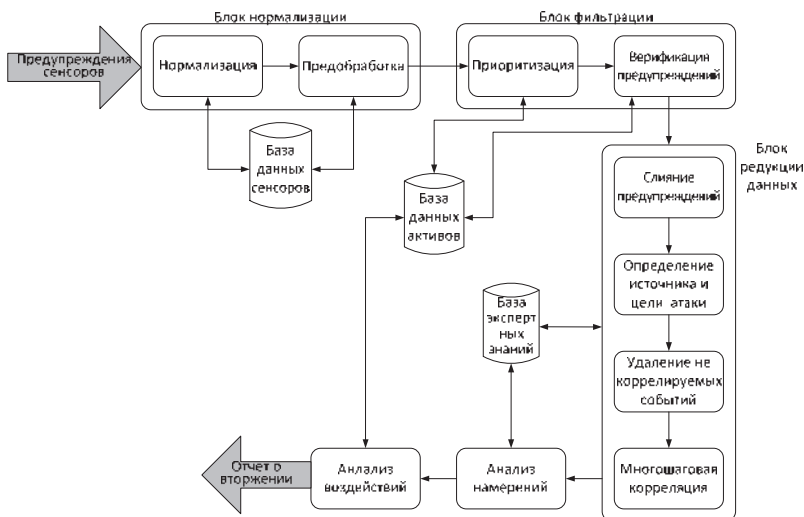 Блок нормализации
Блок фильтрации
Предупреждения
сенсоров
Нормализация
Предобработка
Приоритизация
Верификация
предупреждений
База
данных
сенсоров
База
данных
активов
Блок
редукции
данных
Слияние
предупреждений
Определение
источника и
цели атаки
База
эксперт
ных
знаний
Удаление не
коррелируемых
событий
Отчет о
вторжении
Анлализ
воздействий
Анализ
намерений
Многошаговая
корреляция